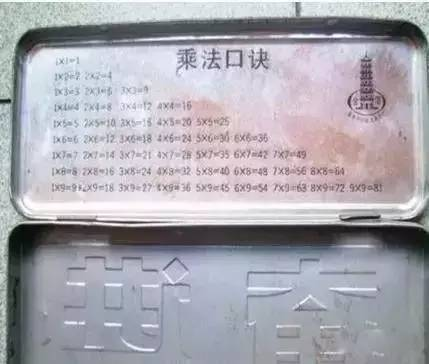 乘法口诀
1×1=1
1×2=2 2×2=4
1×3=3 2×3=6 3×3=9
1×4=4 2×4=8 3×4=12 4×4=16
1×5=5 2×5=10 3×5=15 4×5=20 5×5=25
1×6=6 2×6=12 3×6=18 4×6=24 5×6=30 6×6=36
1×7=7 2×7=14 3×7=21 4×7=28 5×7=35 6×7=42 7×7=49
1×8=8 2×8=16 3×8=24 4×8=32 5×8=40 6×8=48 7×8=56 8×8=64
1×9=9 2×9=18 3×9=27 4×9=36 5×9=45 6×9=54 7×9=63 8×9=72 9×9=81